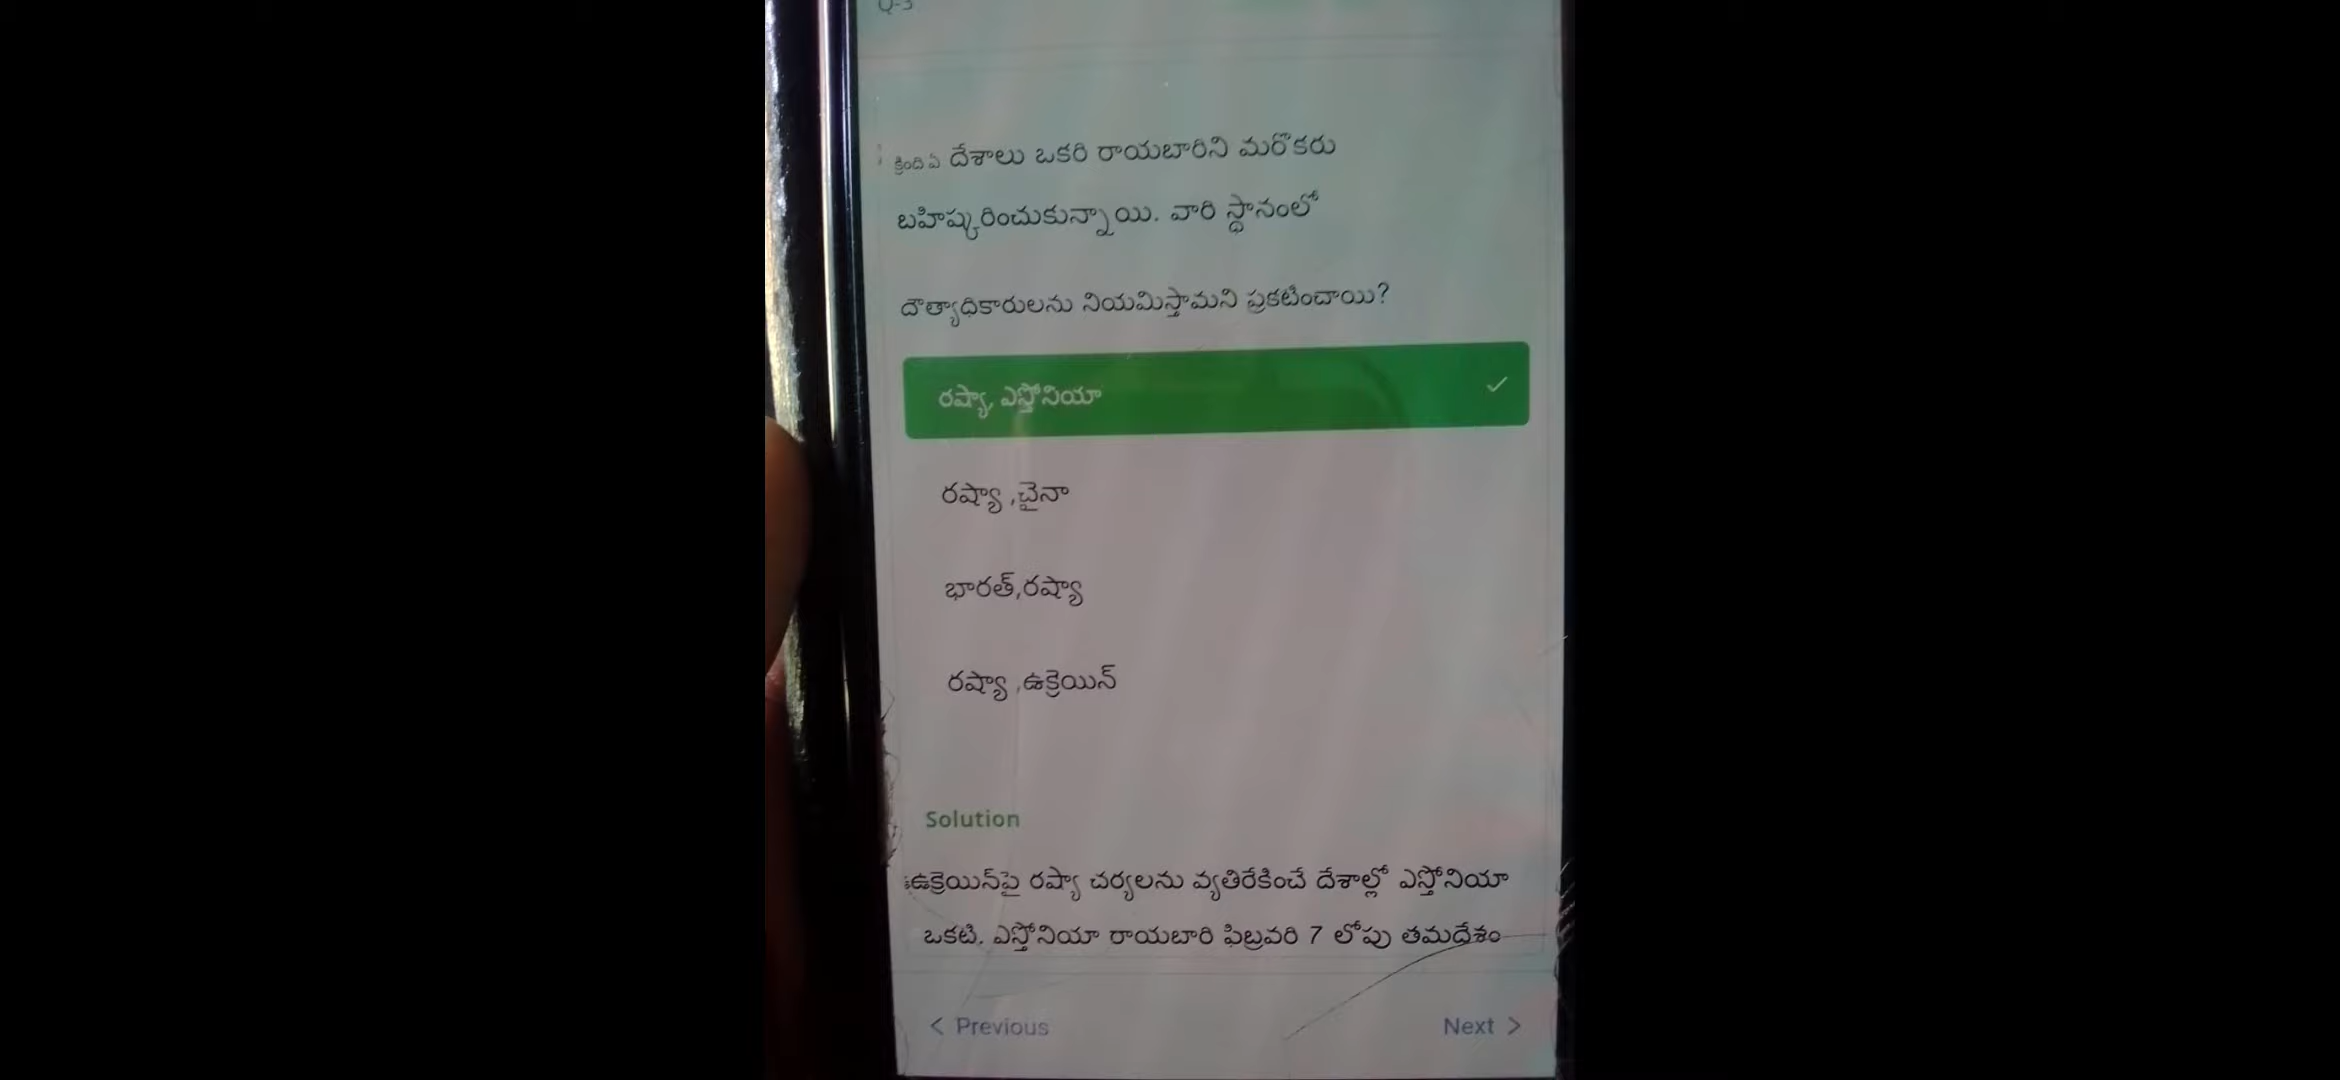 Q-3
క్రింది ఏ దేశాలు ఒకరి రాయబారిని మరొకరు
బహిష్కరించుకున్నాయి. వారి స్థానంలో
దౌత్యాధికారులను నియమిస్తామని ప్రకటించాయి?
రష్యా, ఎస్తోనియా
రష్యా ,చైనా
భారత్,రష్యా
రష్యా ,ఉక్రెయిన్
Solution
ఉక్రెయిన్‌పై రష్యా చర్యలను వ్యతిరేకించే దేశాల్లో ఎస్తోనియా
ఒకటి. ఎస్తోనియా రాయబారి ఫిబ్రవరి 7 లోపు తమదేశం
< Previous
Next >